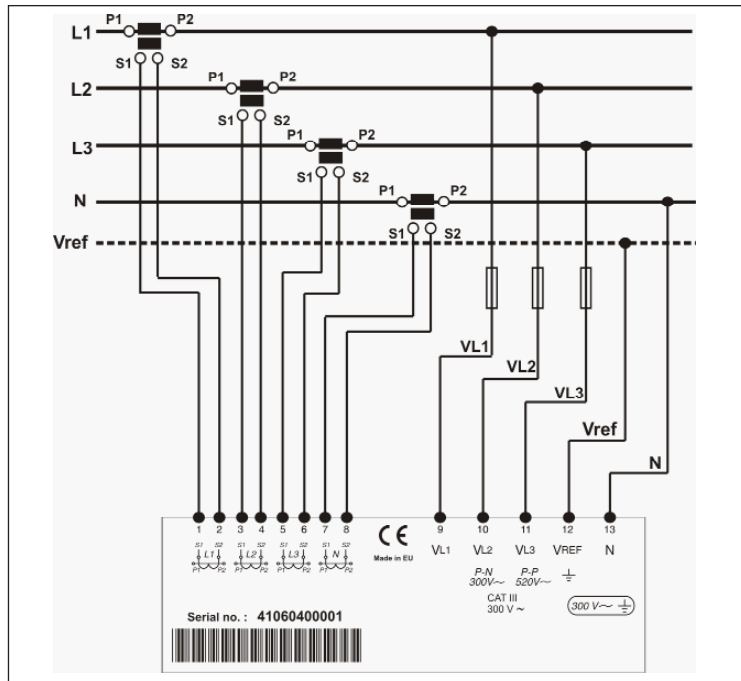 L1 P1 P2
S1 S2
L2 P1 P2
S1 S2
L3 P1 P2
S1 S2
N P1 P2
S1 S2
Vref
VL1
VL2
VL3
Vref
N
1 2 3 4 5 6 7 8 9 10 11 12 13
S1 S2 S1 S2 S1 S2 S1 S2
L1 L2 L3 N
P1 P2 P1 P2 P1 P2 P1 P2
CE
Made in EU
VL1 VL2 VL3 VREF N
P-N 300V~
P-P 520V~
CAT III
300 V ~
300 V~
Serial no. : 41060400001